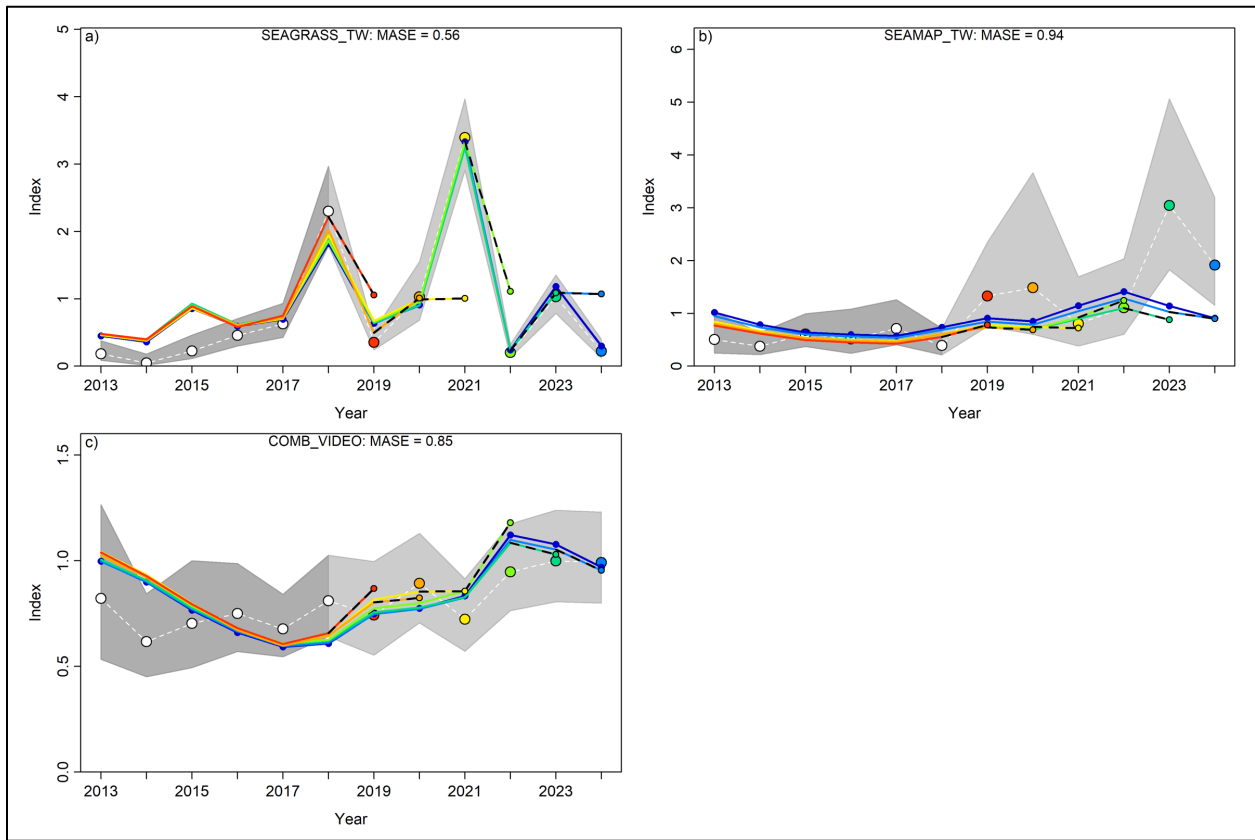 a) SEAGRASS_TW: MASE = 0.56
5
4
3
2
1
0
Index
2013 2015 2017 2019 2021 2023
Year
b) SEAMAP_TW: MASE = 0.94
6
5
4
3
2
1
0
Index
2013 2015 2017 2019 2021 2023
Year
c) COMB_VIDEO: MASE = 0.85
1.5
1.0
0.5
0.0
Index
2013 2015 2017 2019 2021 2023
Year